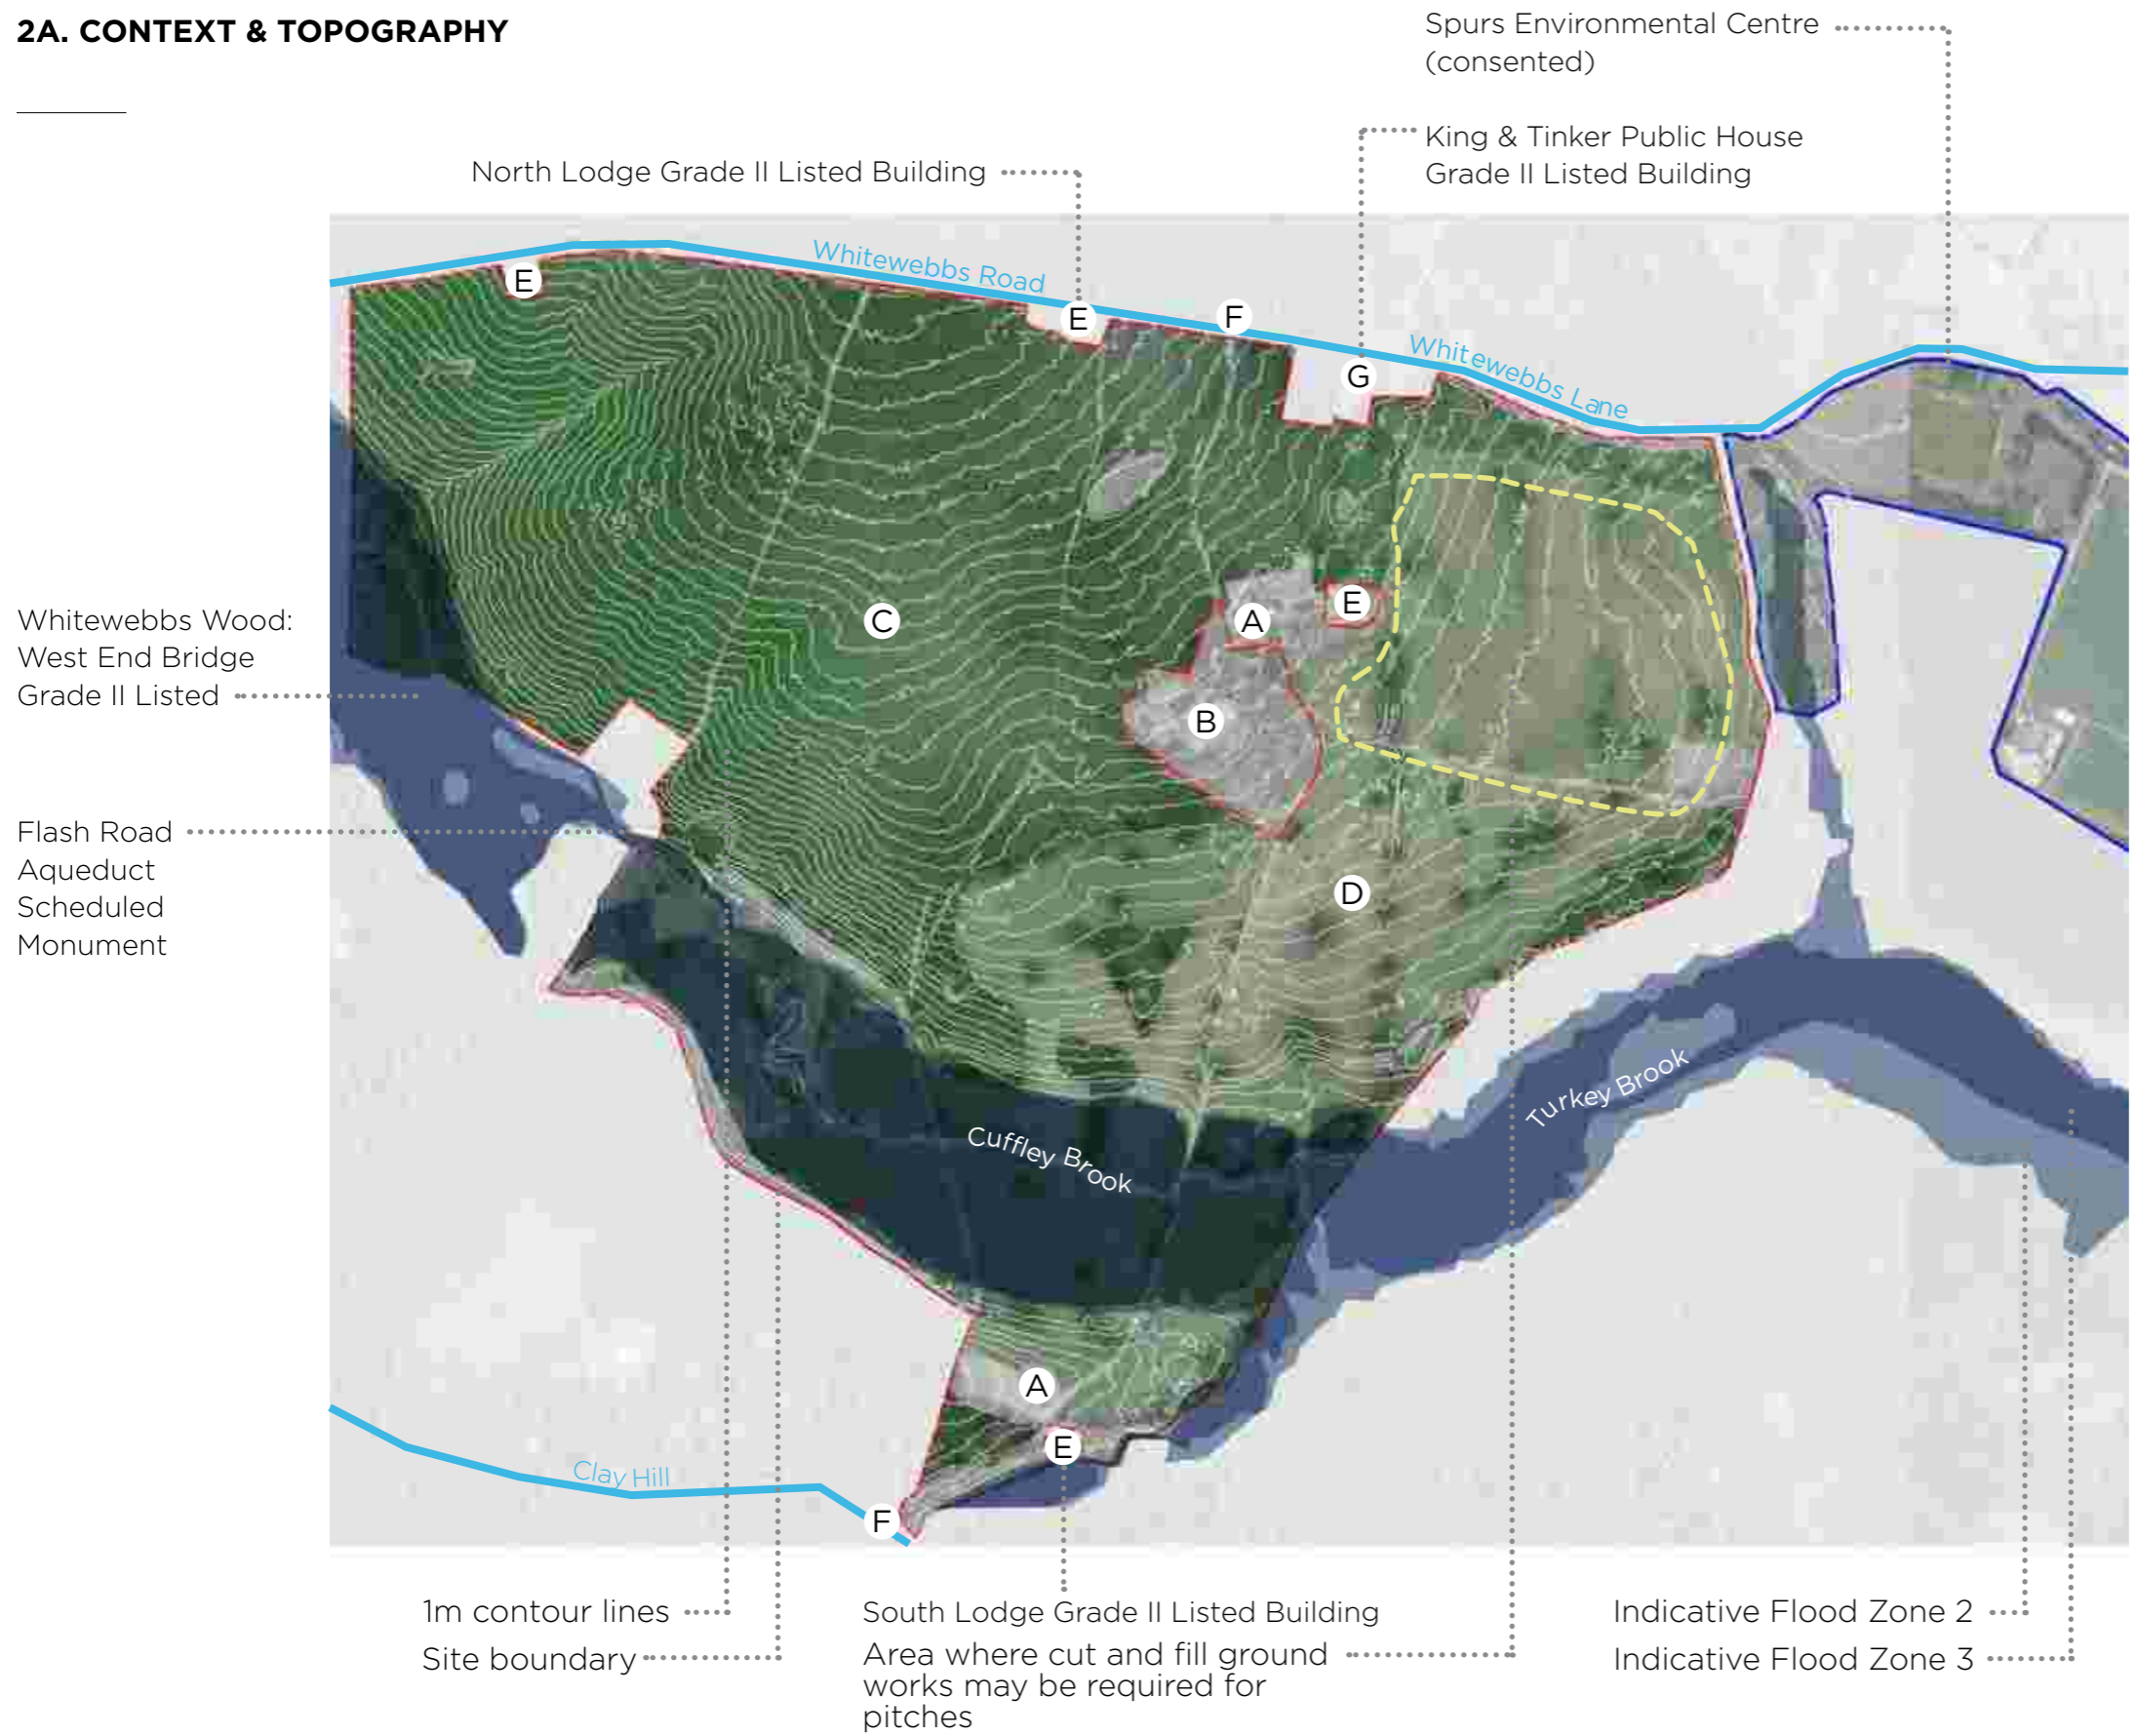 2A. CONTEXT & TOPOGRAPHY
Spurs Environmental Centre
(consented)
King & Tinker Public House
Grade II Listed Building
North Lodge Grade II Listed Building
Whitewebbs Road
E
E
F
Whitewebbs Lane
G
Whitewebbs Wood:
West End Bridge
Grade II Listed
C
A
E
B
Flash Road
Aqueduct
Scheduled
Monument
D
Turkey Brook
Cuffley Brook
A
E
Clay Hill
F
1m contour lines
Site boundary
South Lodge Grade II Listed Building
Area where cut and fill ground
works may be required for
pitches
Indicative Flood Zone 2
Indicative Flood Zone 3